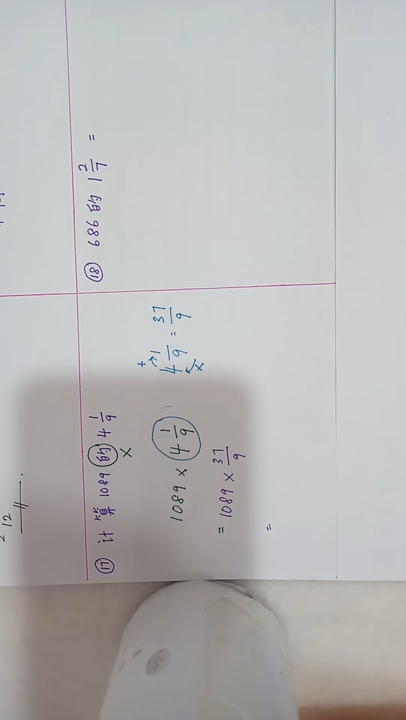 ⑰ 计算 1089 的 4 1/9
×
1089 × 4 1/9
4 1/9 = 37/9
+
×
= 1089 × 37/9
=
⑱ 686 的 1 2/7 =